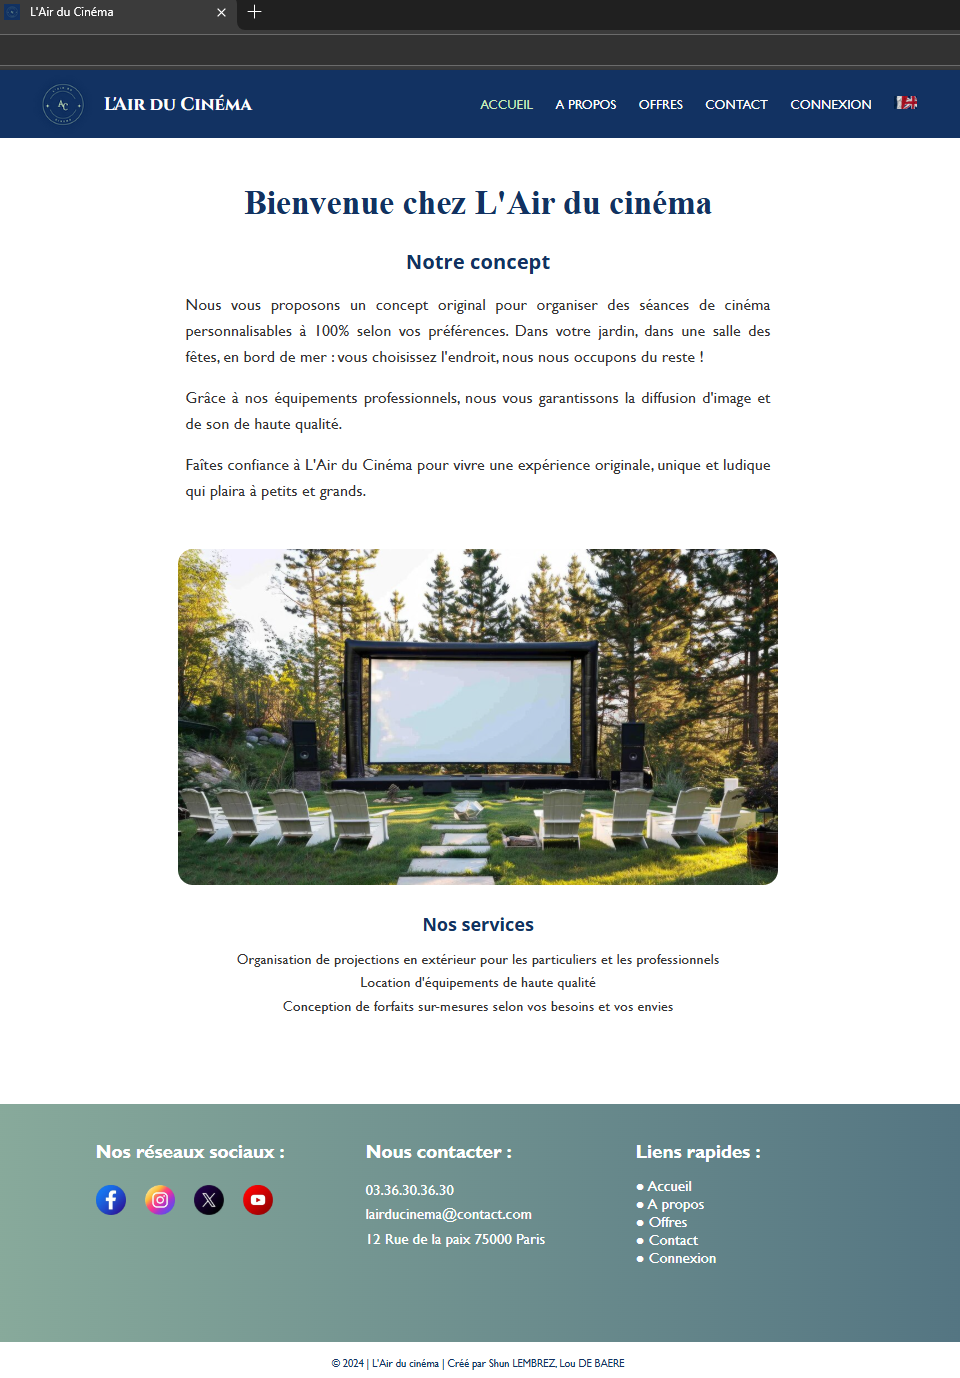 L'Air du Cinéma
L'AIR DU CINÉMA
ACCUEIL A PROPOS OFFRES CONTACT CONNEXION
Bienvenue chez L'Air du cinéma
Notre concept
Nous vous proposons un concept original pour organiser des séances de cinéma
personnalisables à 100% selon vos préférences. Dans votre jardin, dans une salle des
fêtes, en bord de mer : vous choisissez l'endroit, nous nous occupons du reste !
Grâce à nos équipements professionnels, nous vous garantissons la diffusion d'image et
de son de haute qualité.
Faîtes confiance à L'Air du Cinéma pour vivre une expérience originale, unique et ludique
qui plaira à petits et grands.
Nos services
Organisation de projections en extérieur pour les particuliers et les professionnels
Location d'équipements de haute qualité
Conception de forfaits sur-mesures selon vos besoins et vos envies
Nos réseaux sociaux :
Nous contacter :
03.36.30.36.30
lairducinema@contact.com
12 Rue de la paix 75000 Paris
Liens rapides :
● Accueil
● A propos
● Offres
● Contact
● Connexion
© 2024 | L'Air du cinéma | Créé par Shun LEMBREZ, Lou DE BAERE